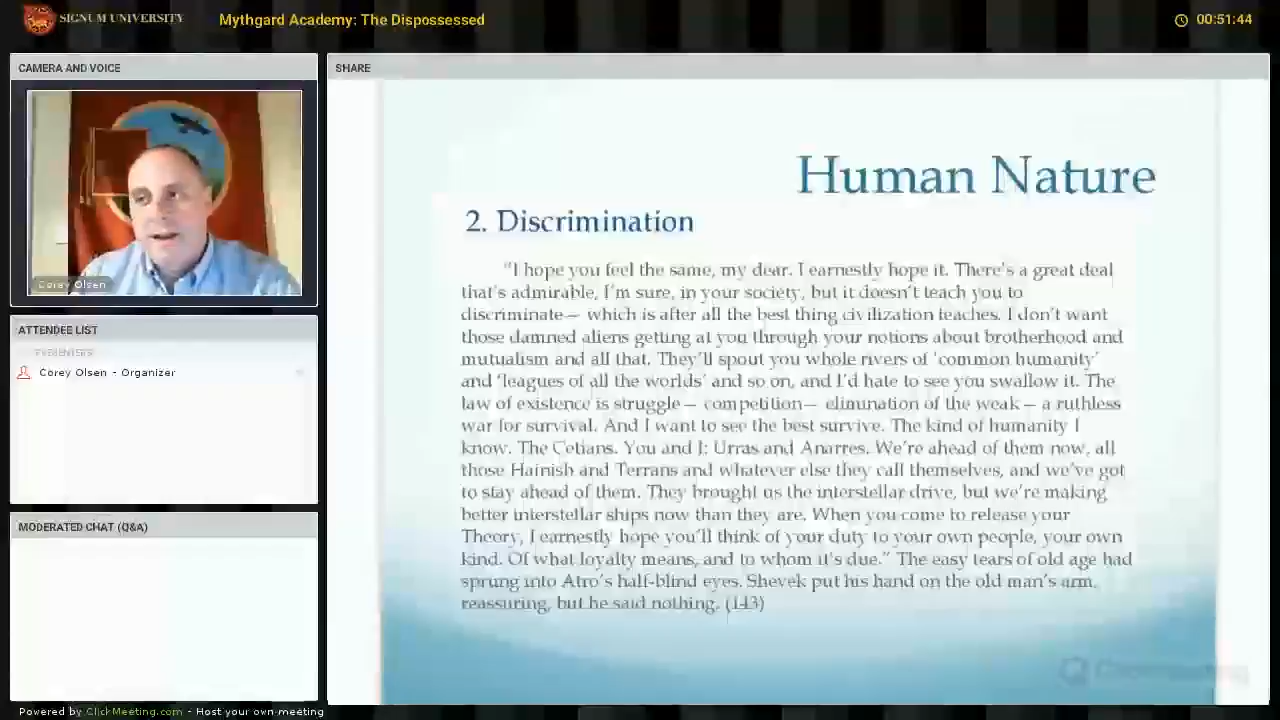 SIGNUM UNIVERSITY
Mythgard Academy: The Dispossessed
00:51:44
CAMERA AND VOICE
Corey Olsen
ATTENDEE LIST
PRESENTERS
Corey Olsen - Organizer
MODERATED CHAT (Q&A)
SHARE
Human Nature
2. Discrimination
"I hope you feel the same, my dear. I earnestly hope it. There's a great deal
that's admirable, I'm sure, in your society, but it doesn't teach you to
discriminate— which is after all the best thing civilization teaches. I don't want
those damned aliens getting at you through your notions about brotherhood and
mutualism and all that. They'll spout you whole rivers of 'common humanity'
and 'leagues of all the worlds' and so on, and I'd hate to see you swallow it. The
law of existence is struggle— competition— elimination of the weak— a ruthless
war for survival. And I want to see the best survive. The kind of humanity I
know. The Cetians. You and I: Urras and Anarres. We're ahead of them now, all
those Hainish and Terrans and whatever else they call themselves, and we've got
to stay ahead of them. They brought us the interstellar drive, but we're making
better interstellar ships now than they are. When you come to release your
Theory, I earnestly hope you'll think of your duty to your own people, your own
kind. Of what loyalty means, and to whom it's due." The easy tears of old age had
sprung into Atro's half-blind eyes. Shevek put his hand on the old man's arm,
reassuring, but he said nothing. (143)
ClickMeeting
Powered by ClickMeeting.com - Host your own meeting